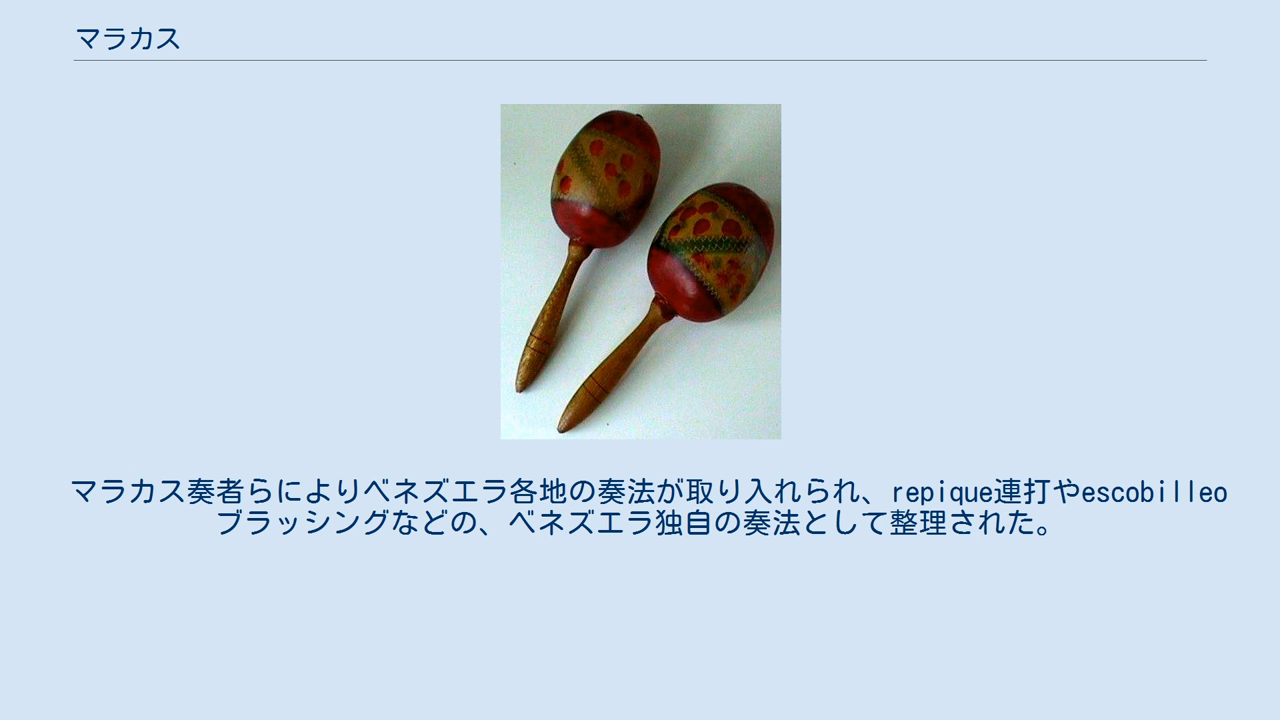 マラカス
マラカス奏者らによりベネズエラ各地の奏法が取り入れられ、repique連打やescobilleo
ブラッシングなどの、ベネズエラ独自の奏法として整理された。